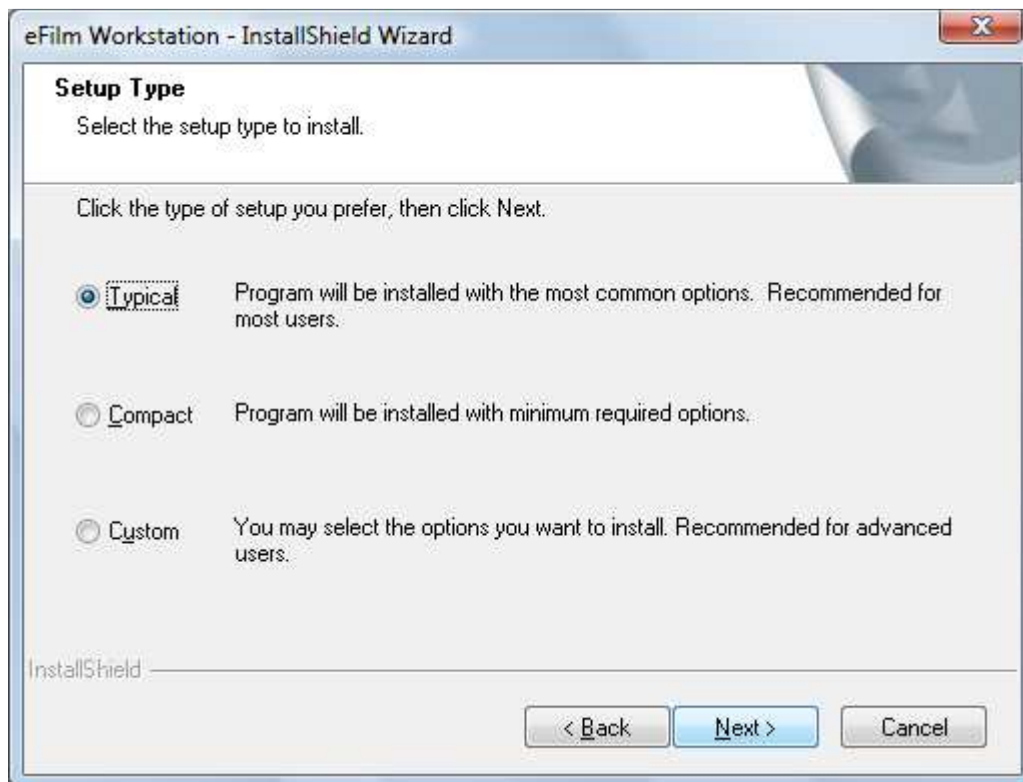 eFilm Workstation - InstallShield Wizard
Setup Type
Select the setup type to install.
Click the type of setup you prefer, then click Next.
Typical
Program will be installed with the most common options.  Recommended for
most users.
Compact
Program will be installed with minimum required options.
Custom
You may select the options you want to install. Recommended for advanced
users.
InstallShield
< Back
Next >
Cancel